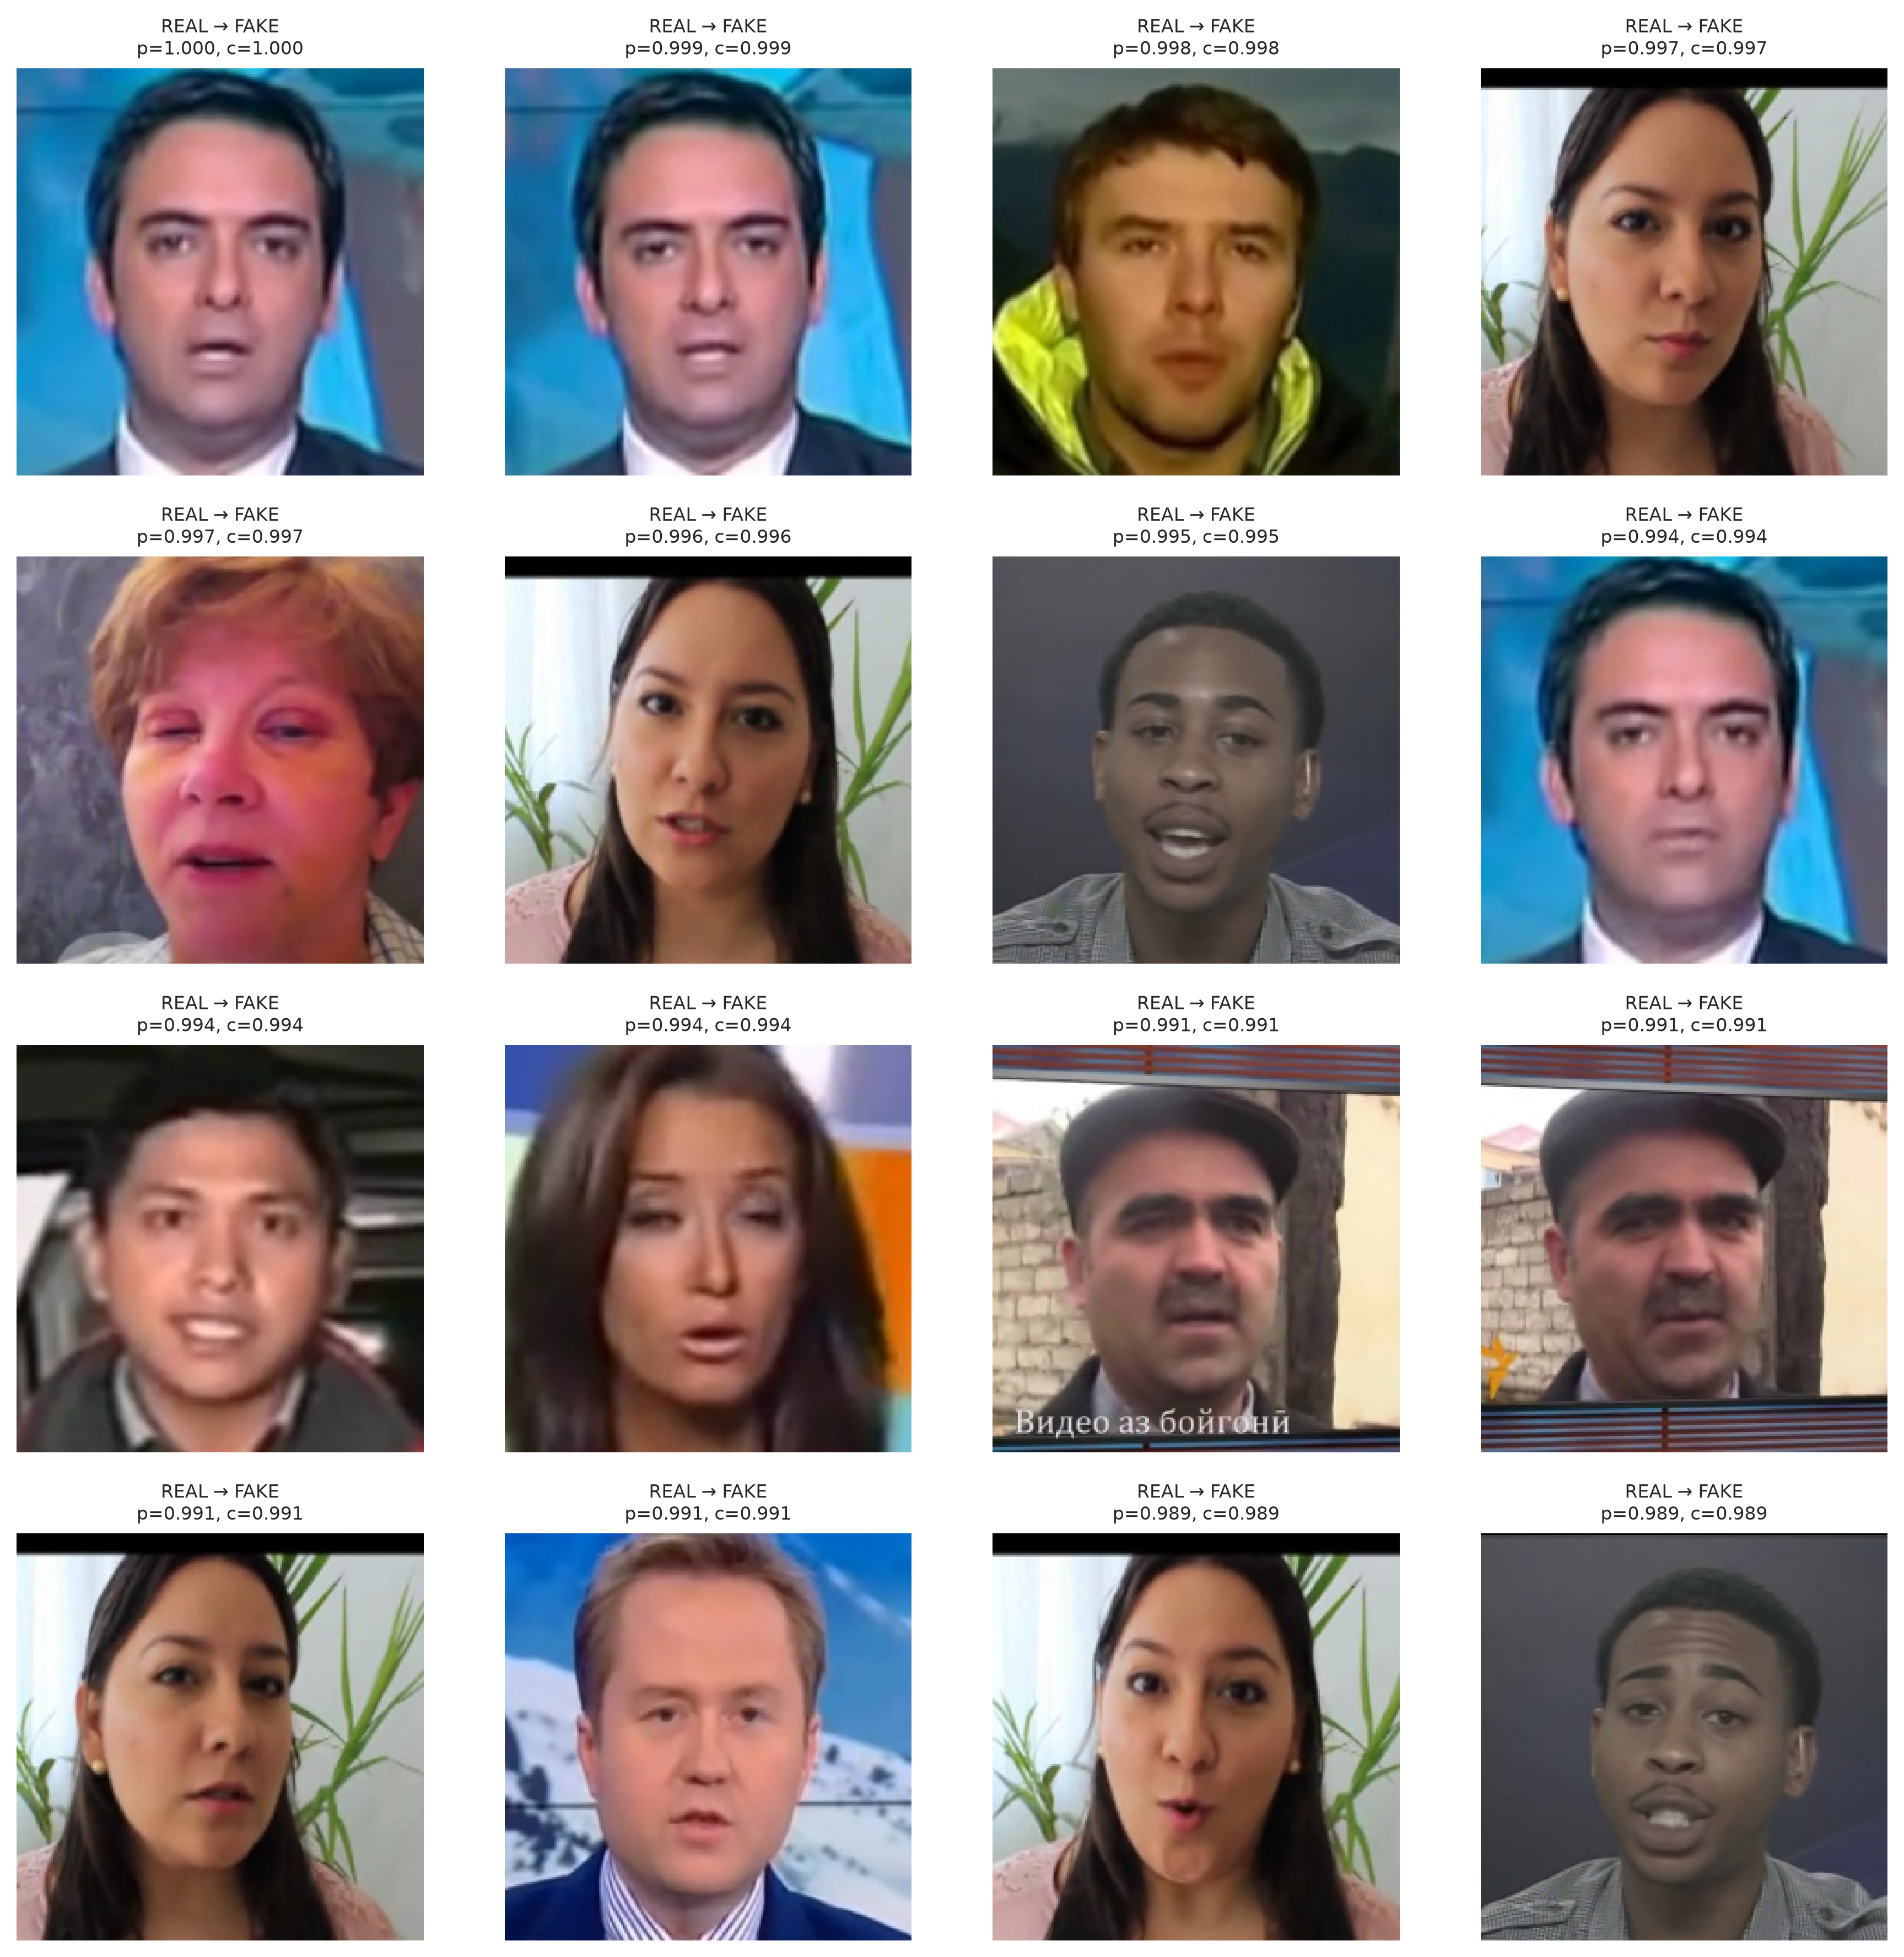 REAL → FAKE
p=1.000, c=1.000
REAL → FAKE
p=0.999, c=0.999
REAL → FAKE
p=0.998, c=0.998
REAL → FAKE
p=0.997, c=0.997
REAL → FAKE
p=0.997, c=0.997
REAL → FAKE
p=0.996, c=0.996
REAL → FAKE
p=0.995, c=0.995
REAL → FAKE
p=0.994, c=0.994
REAL → FAKE
p=0.994, c=0.994
REAL → FAKE
p=0.994, c=0.994
REAL → FAKE
p=0.991, c=0.991
Видео аз бойгонӣ
REAL → FAKE
p=0.991, c=0.991
REAL → FAKE
p=0.991, c=0.991
REAL → FAKE
p=0.991, c=0.991
REAL → FAKE
p=0.989, c=0.989
REAL → FAKE
p=0.989, c=0.989